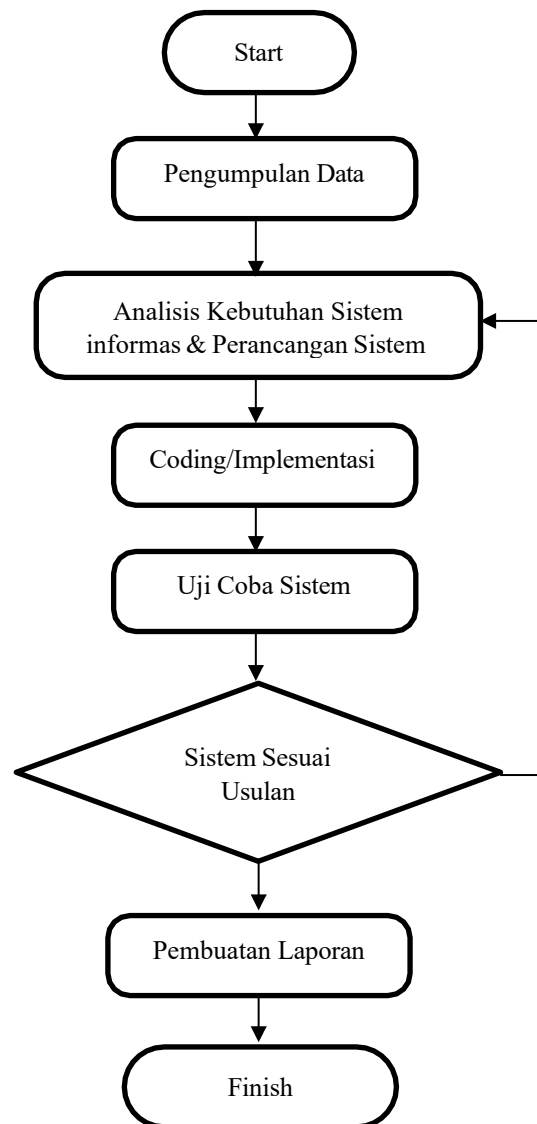 Start
Pengumpulan Data
Analisis Kebutuhan Sistem
informas & Perancangan Sistem
Coding/Implementasi
Uji Coba Sistem
Sistem Sesuai
Usulan
Pembuatan Laporan
Finish